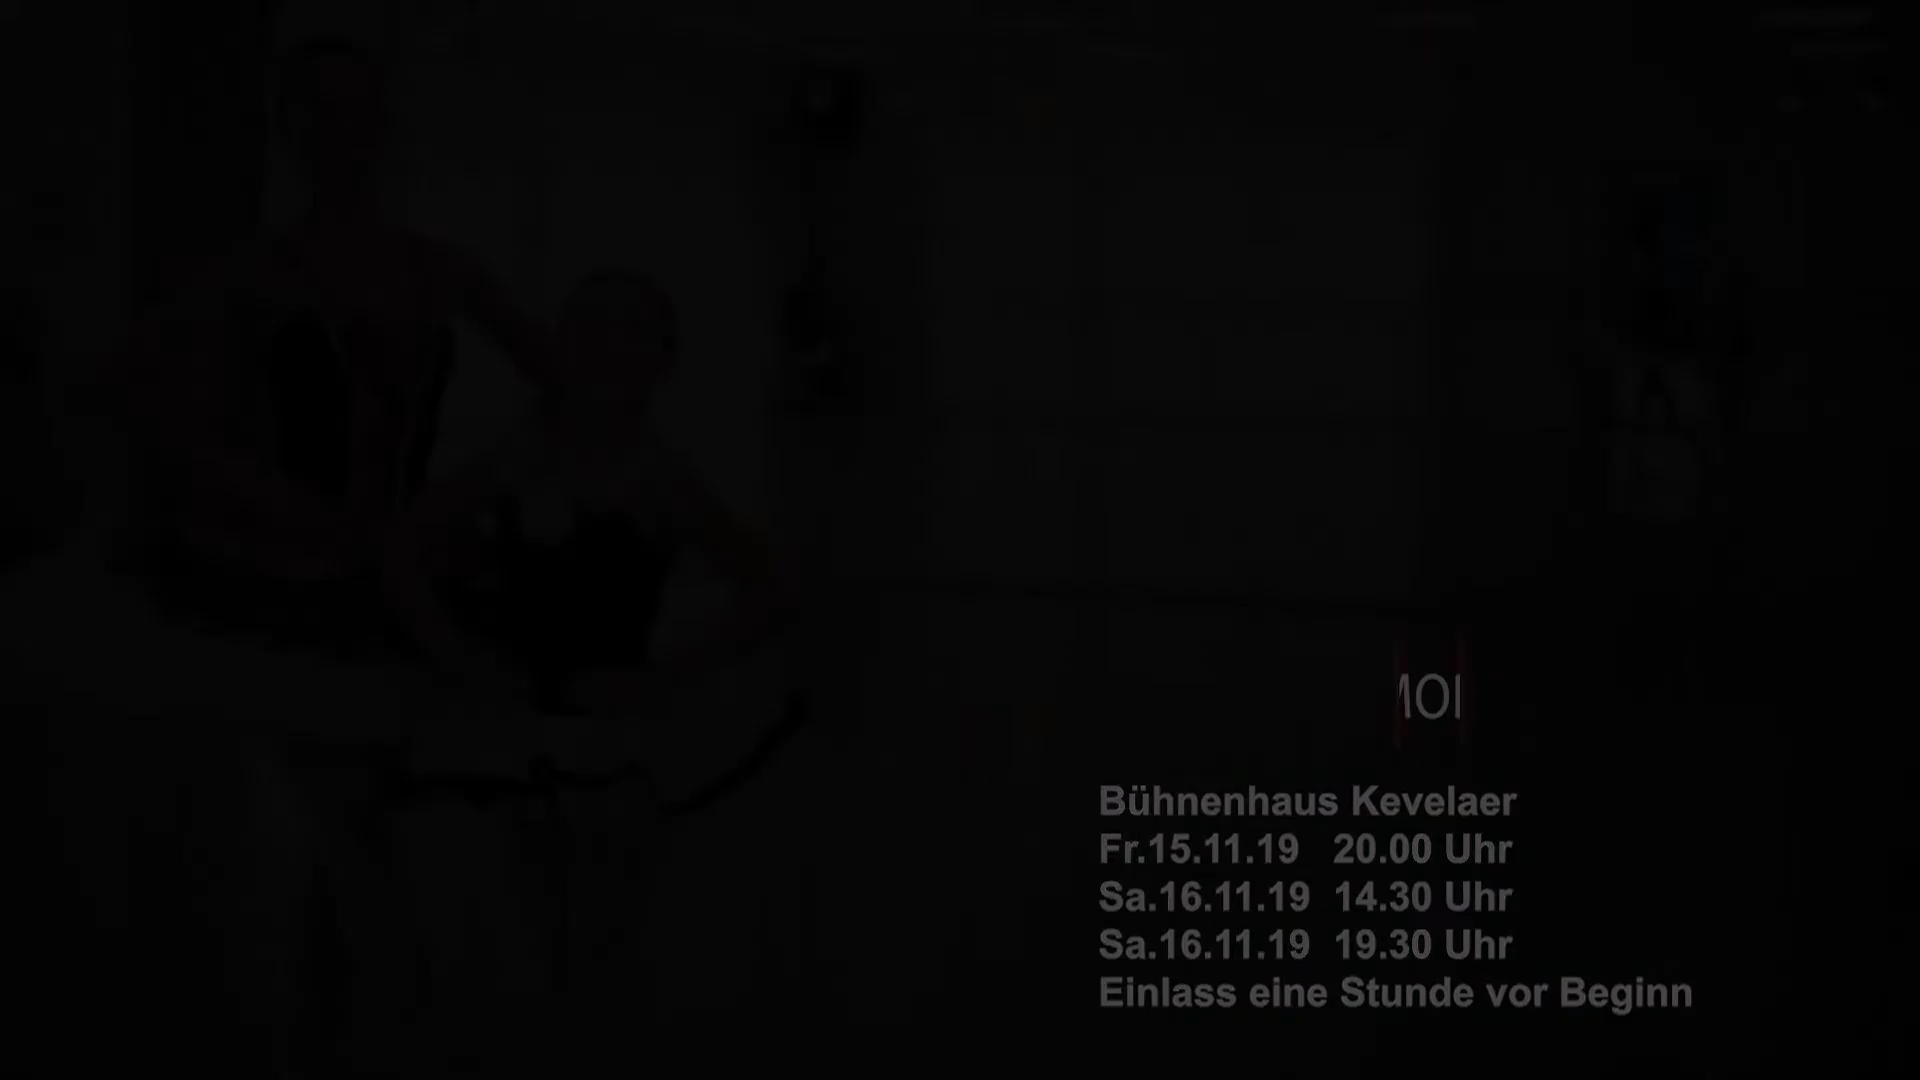 Bühnenhaus Kevelaer
Fr.15.11.19 20.00 Uhr
Sa.16.11.19 14.30 Uhr
Sa.16.11.19 19.30 Uhr
Einlass eine Stunde vor Beginn